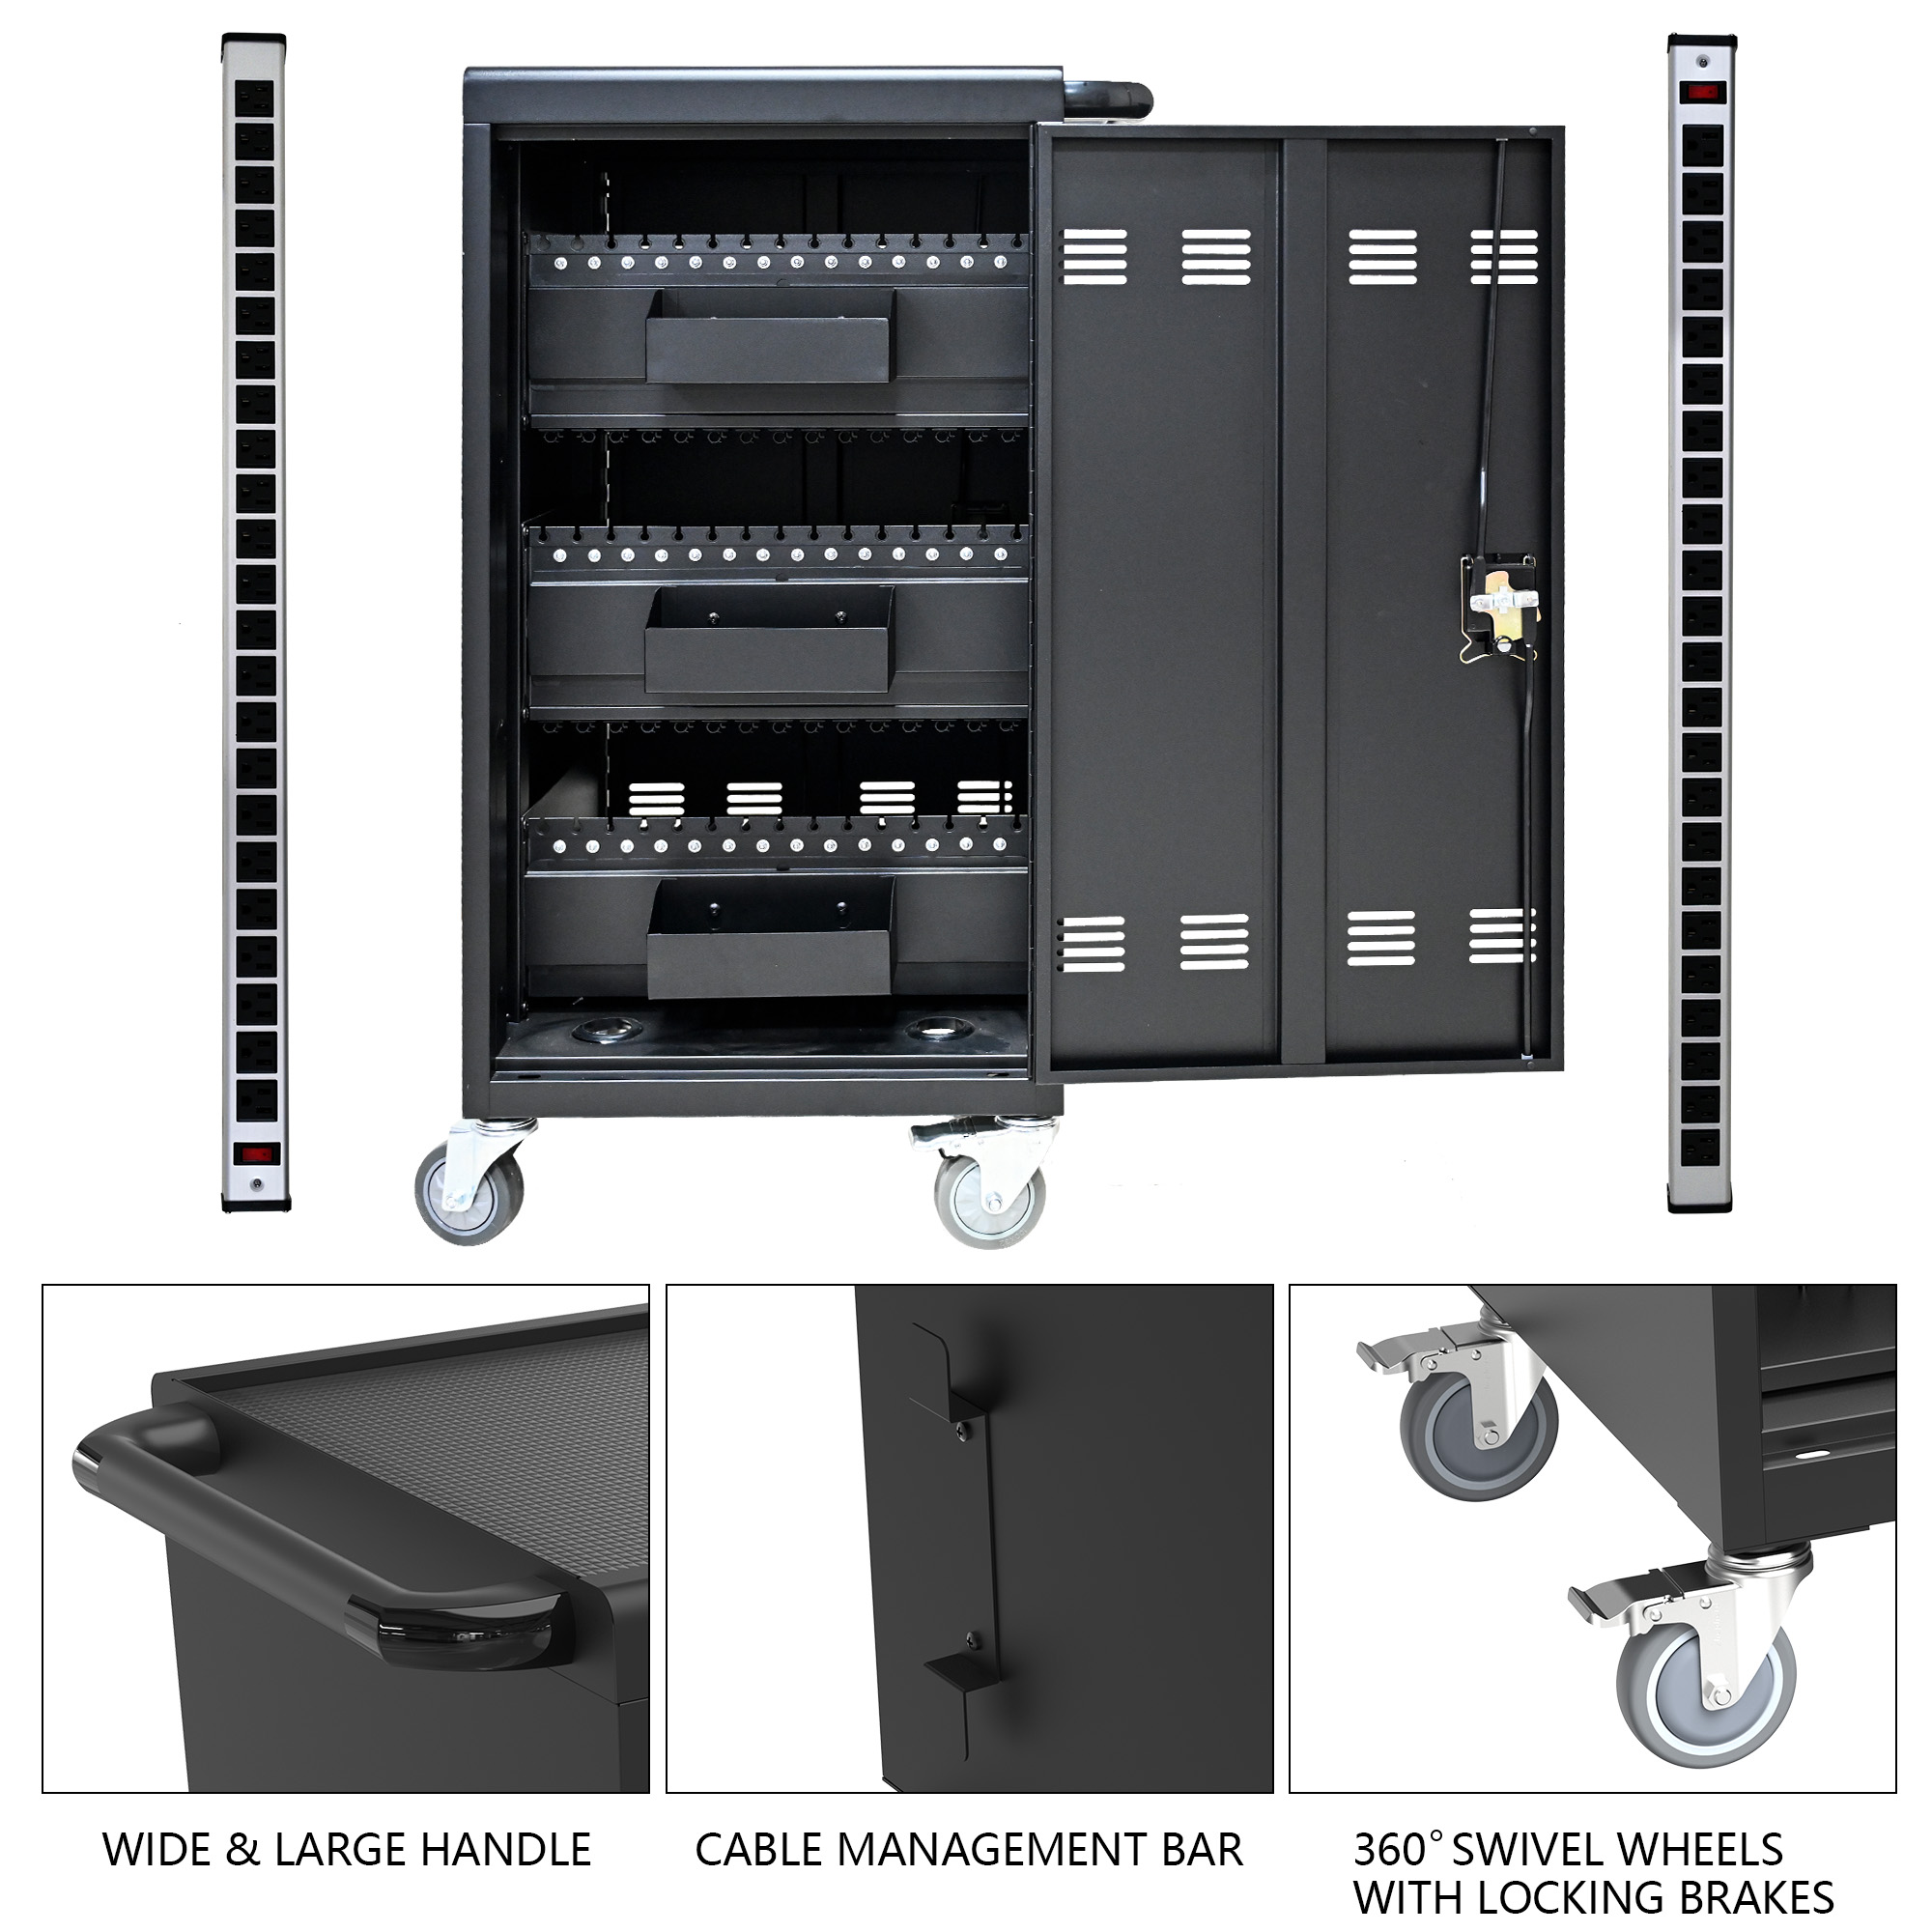 WIDE & LARGE HANDLE
CABLE MANAGEMENT BAR
360° SWIVEL WHEELS
WITH LOCKING BRAKES